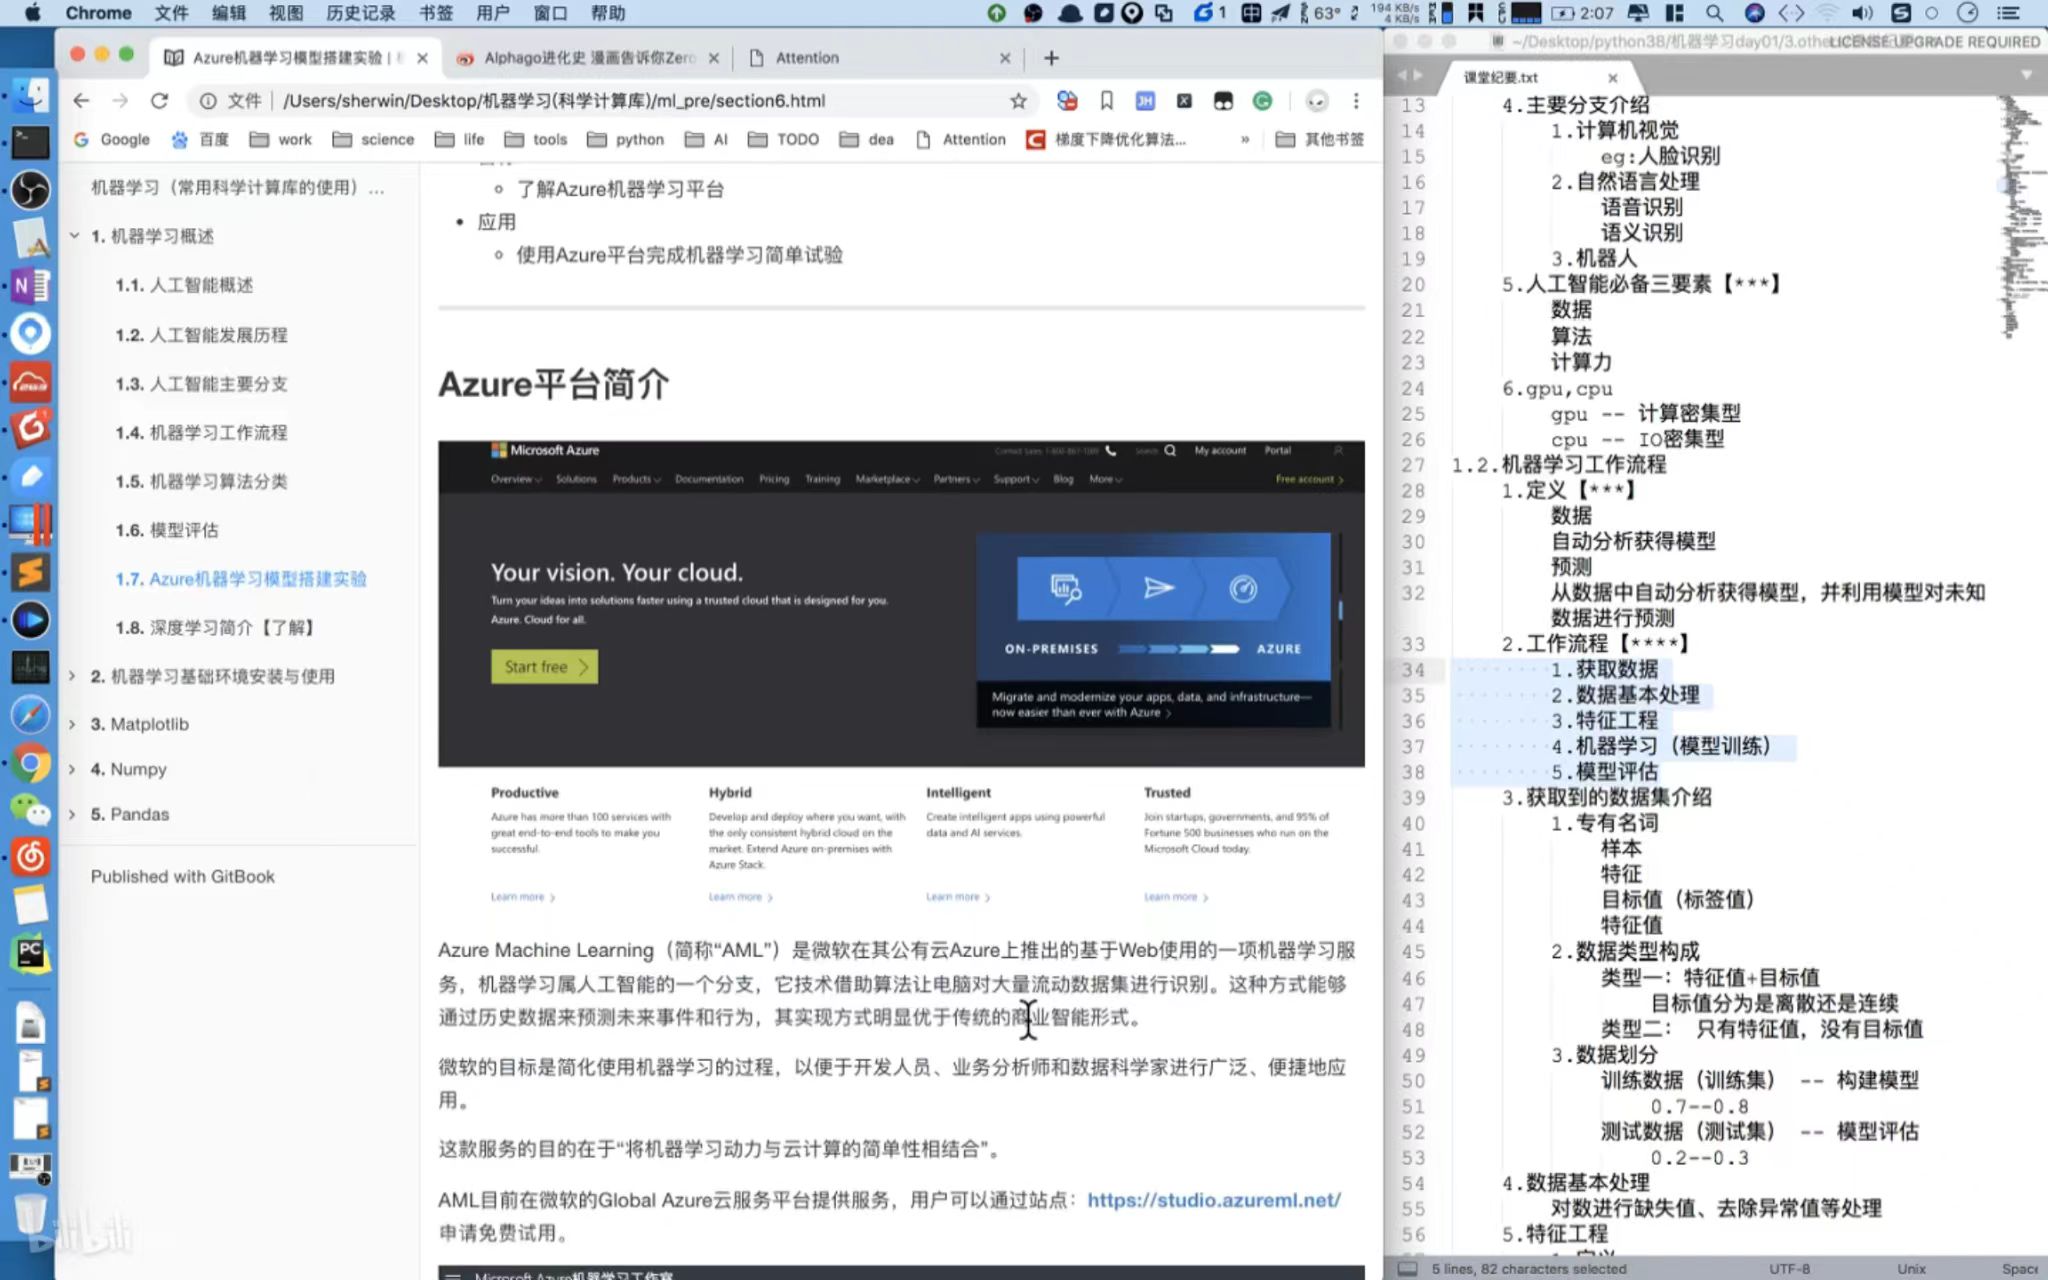 Chrome 文件 编辑 视图 历史记录 书签 用户 窗口 帮助
1 63° 194 KB/s 4 KB/s 2:07
Azure机器学习模型搭建实验 |
Alphago进化史 漫画告诉你Zero
Attention
文件 /Users/sherwin/Desktop/机器学习(科学计算库)/ml_pre/section6.html
Google 百度 work science life tools python AI TODO dea Attention 梯度下降优化算法... » 其他书签
机器学习（常用科学计算库的使用）...
1. 机器学习概述
1.1. 人工智能概述
1.2. 人工智能发展历程
1.3. 人工智能主要分支
1.4. 机器学习工作流程
1.5. 机器学习算法分类
1.6. 模型评估
1.7. Azure机器学习模型搭建实验
1.8. 深度学习简介【了解】
2. 机器学习基础环境安装与使用
3. Matplotlib
4. Numpy
5. Pandas
Published with GitBook
了解Azure机器学习平台
应用
使用Azure平台完成机器学习简单试验
Azure平台简介
Microsoft Azure
My account Portal
Overview Solutions Products Documentation Pricing Training Marketplace Partners Support Blog More Free account
Your vision. Your cloud.
Turn your ideas into solutions faster using a trusted cloud that is designed for you.
Azure. Cloud for all.
Start free
ON-PREMISES AZURE
Migrate and modernize your apps, data, and infrastructure—
now easier than ever with Azure
Productive
Azure has more than 100 services with
great end-to-end tools to make you
successful.
Learn more
Hybrid
Develop and deploy where you want, with
the only consistent hybrid cloud on the
market. Extend Azure on-premises with
Azure Stack.
Learn more
Intelligent
Create intelligent apps using powerful
data and AI services.
Learn more
Trusted
Join startups, governments, and 95% of
Fortune 500 businesses who run on the
Microsoft Cloud today.
Learn more
Azure Machine Learning（简称“AML”）是微软在其公有云Azure上推出的基于Web使用的一项机器学习服
务，机器学习属人工智能的一个分支，它技术借助算法让电脑对大量流动数据集进行识别。这种方式能够
通过历史数据来预测未来事件和行为，其实现方式明显优于传统的商业智能形式。
微软的目标是简化使用机器学习的过程，以便于开发人员、业务分析师和数据科学家进行广泛、便捷地应
用。
这款服务的目的在于“将机器学习动力与云计算的简单性相结合”。
AML目前在微软的Global Azure云服务平台提供服务，用户可以通过站点：https://studio.azureml.net/
申请免费试用。
Microsoft Azure机器学习工作室
bilibili
~/Desktop/python38/机器学习day01/3.othe
LICENSE UPGRADE REQUIRED
课堂纪要.txt
13 4.主要分支介绍
14 1.计算机视觉
15 eg:人脸识别
16 2.自然语言处理
17 语音识别
18 语义识别
19 3.机器人
20 5.人工智能必备三要素【***】
21 数据
22 算法
23 计算力
24 6.gpu,cpu
25 gpu -- 计算密集型
26 cpu -- IO密集型
27 1.2.机器学习工作流程
28 1.定义【***】
29 数据
30 自动分析获得模型
31 预测
32 从数据中自动分析获得模型，并利用模型对未知
数据进行预测
33 2.工作流程【****】
34 1.获取数据
35 2.数据基本处理
36 3.特征工程
37 4.机器学习（模型训练）
38 5.模型评估
39 3.获取到的数据集介绍
40 1.专有名词
41 样本
42 特征
43 目标值（标签值）
44 特征值
45 2.数据类型构成
46 类型一：特征值+目标值
47 目标值分为是离散还是连续
48 类型二： 只有特征值，没有目标值
49 3.数据划分
50 训练数据（训练集） -- 构建模型
51 0.7--0.8
52 测试数据（测试集） -- 模型评估
53 0.2--0.3
54 4.数据基本处理
55 对数进行缺失值、去除异常值等处理
56 5.特征工程
5 lines, 82 characters selected UTF-8 Unix